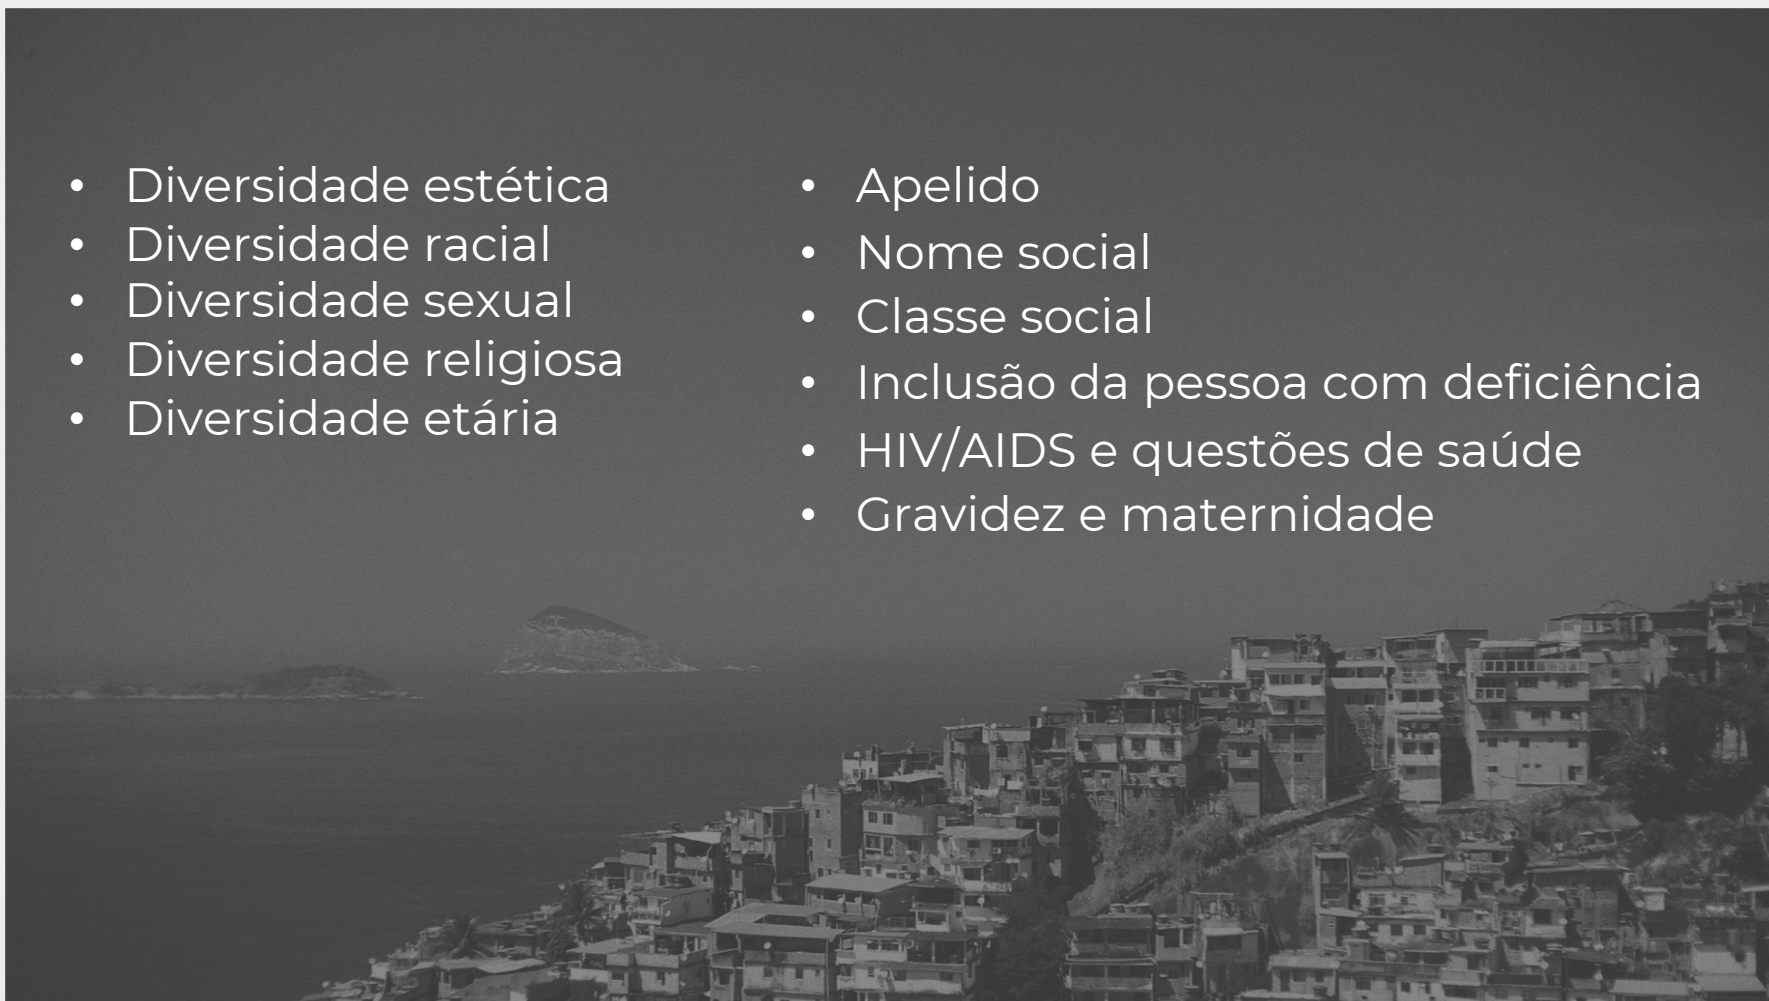 • Diversidade estética
• Diversidade racial
• Diversidade sexual
• Diversidade religiosa
• Diversidade etária
• Apelido
• Nome social
• Classe social
• Inclusão da pessoa com deficiência
• HIV/AIDS e questões de saúde
• Gravidez e maternidade